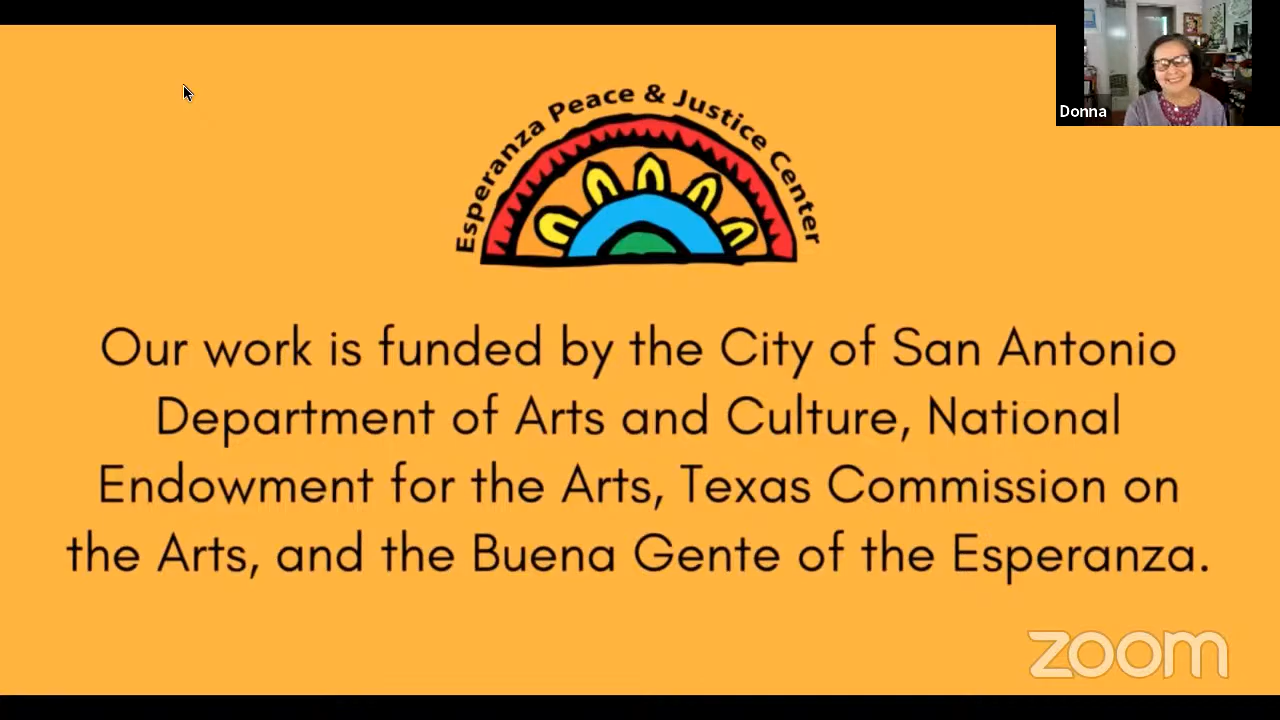 Donna
Esperanza Peace & Justice Center
Our work is funded by the City of San Antonio
Department of Arts and Culture, National
Endowment for the Arts, Texas Commission on
the Arts, and the Buena Gente of the Esperanza.
zoom